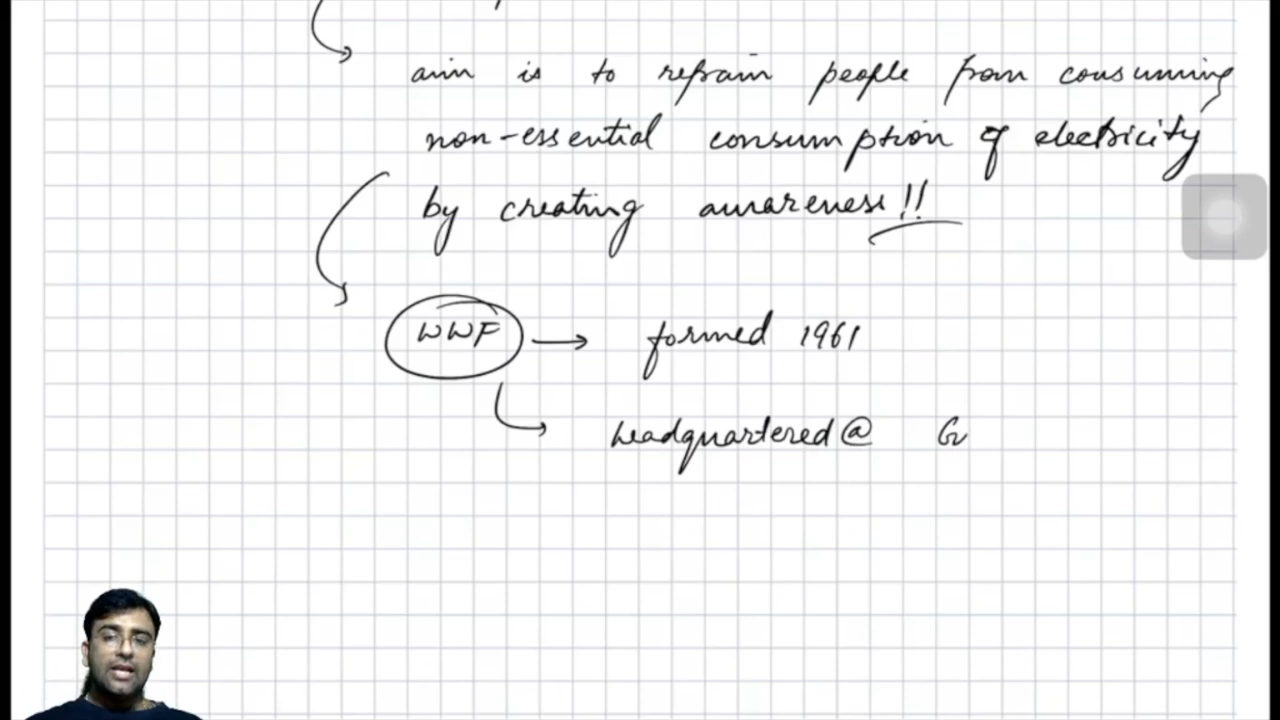 aim is to refrain people from consuming
non-essential consumption of electricity
by creating awareness!!
WWF → formed 1961
headquartered @ G